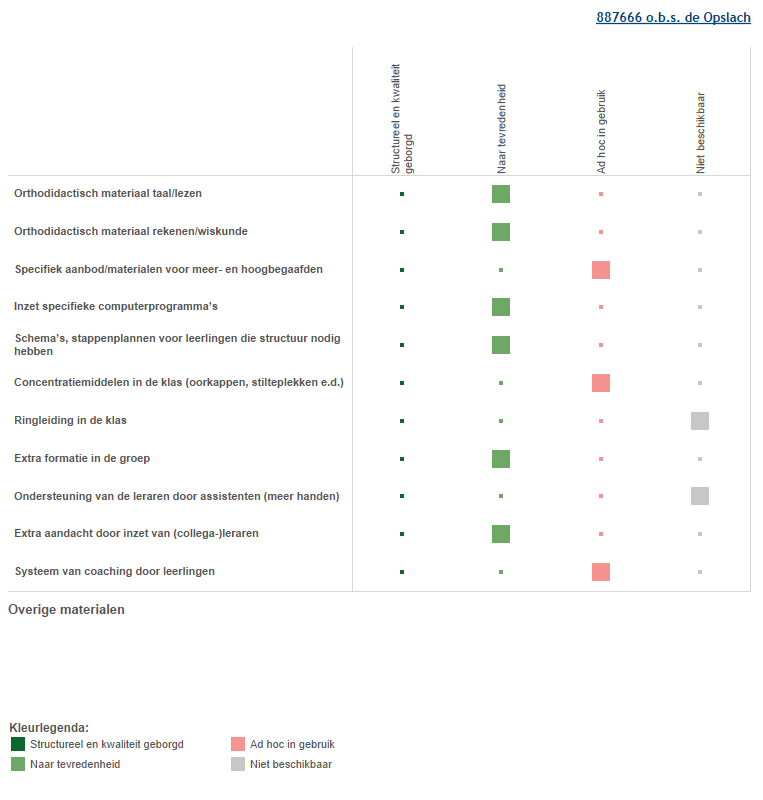 887666 o.b.s. de Opslach
Structureel en kwaliteit
geborgd
Naar tevredenheid
Ad hoc in gebruik
Niet beschikbaar
Orthodidactisch materiaal taal/lezen
Orthodidactisch materiaal rekenen/wiskunde
Specifiek aanbod/materialen voor meer- en hoogbegaafden
Inzet specifieke computerprogramma's
Schema's, stappenplannen voor leerlingen die structuur nodig
hebben
Concentratiemiddelen in de klas (oorkappen, stilteplekken e.d.)
Ringleiding in de klas
Extra formatie in de groep
Ondersteuning van de leraren door assistenten (meer handen)
Extra aandacht door inzet van (collega-)leraren
Systeem van coaching door leerlingen
Overige materialen
Kleurlegenda:
Structureel en kwaliteit geborgd
Ad hoc in gebruik
Naar tevredenheid
Niet beschikbaar